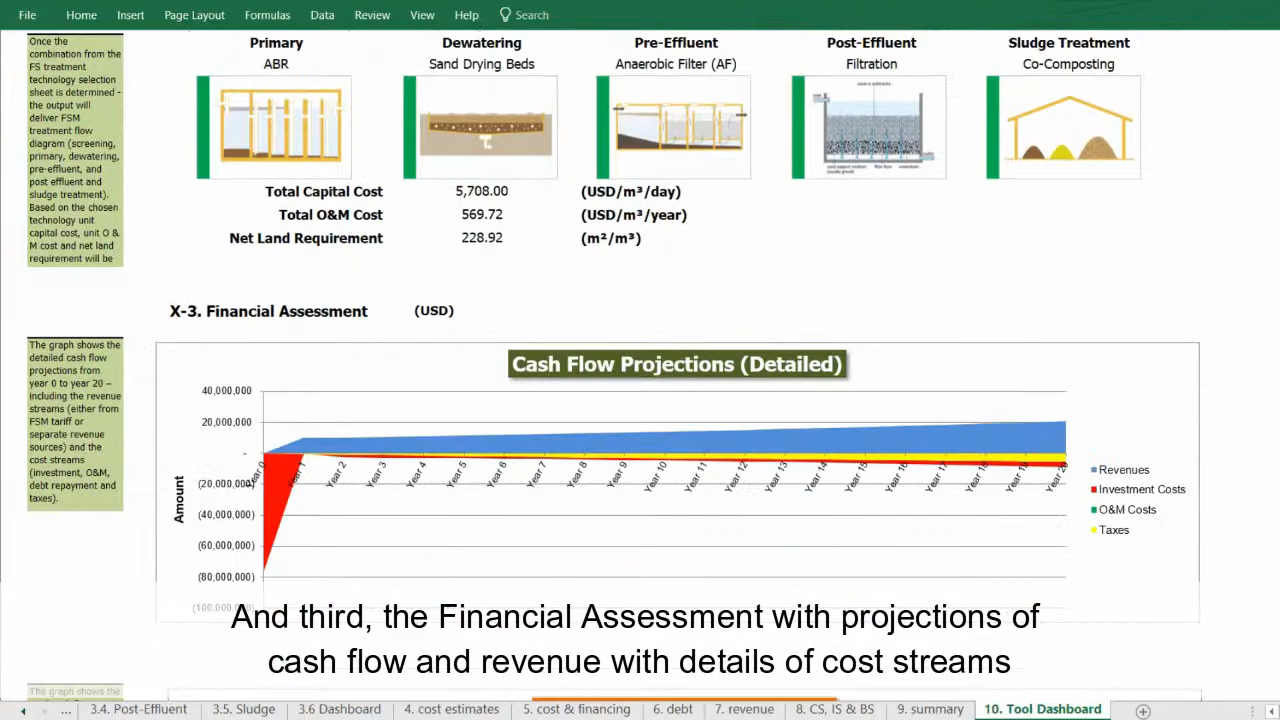 File Home Insert Page Layout Formulas Data Review View Help Search
Once the
combination from the
FS treatment
technology selection
sheet is determined -
the output will
deliver FSM
treatment flow
diagram (screening,
primary, dewatering,
pre-effluent, and
post effluent and
sludge treatment).
Based on the chosen
technology unit
capital cost, unit O &
M cost and net land
requirement will be
Primary Dewatering Pre-Effluent Post-Effluent Sludge Treatment
ABR Sand Drying Beds Anaerobic Filter (AF) Filtration Co-Composting
Total Capital Cost 5,708.00 (USD/m³/day)
Total O&M Cost 569.72 (USD/m³/year)
Net Land Requirement 228.92 (m²/m³)
X-3. Financial Assessment (USD)
The graph shows the
detailed cash flow
projections from
year 0 to year 20 –
including the revenue
streams (either from
FSM tariff or
separate revenue
sources) and the
cost streams
(investment, O&M,
debt repayment and
taxes).
Cash Flow Projections (Detailed)
Amount
40,000,000
20,000,000
-
(20,000,000)
(40,000,000)
(60,000,000)
(80,000,000)
(100,000,000)
Year 0 Year 1 Year 2 Year 3 Year 4 Year 5 Year 6 Year 7 Year 8 Year 9 Year 10 Year 11 Year 12 Year 13 Year 14 Year 15 Year 16 Year 17 Year 18 Year 19 Year 20
Revenues
Investment Costs
O&M Costs
Taxes
And third, the Financial Assessment with projections of
cash flow and revenue with details of cost streams
The graph shows the
... 3.4. Post-Effluent 3.5. Sludge 3.6 Dashboard 4. cost estimates 5. cost & financing 6. debt 7. revenue 8. CS, IS & BS 9. summary 10. Tool Dashboard